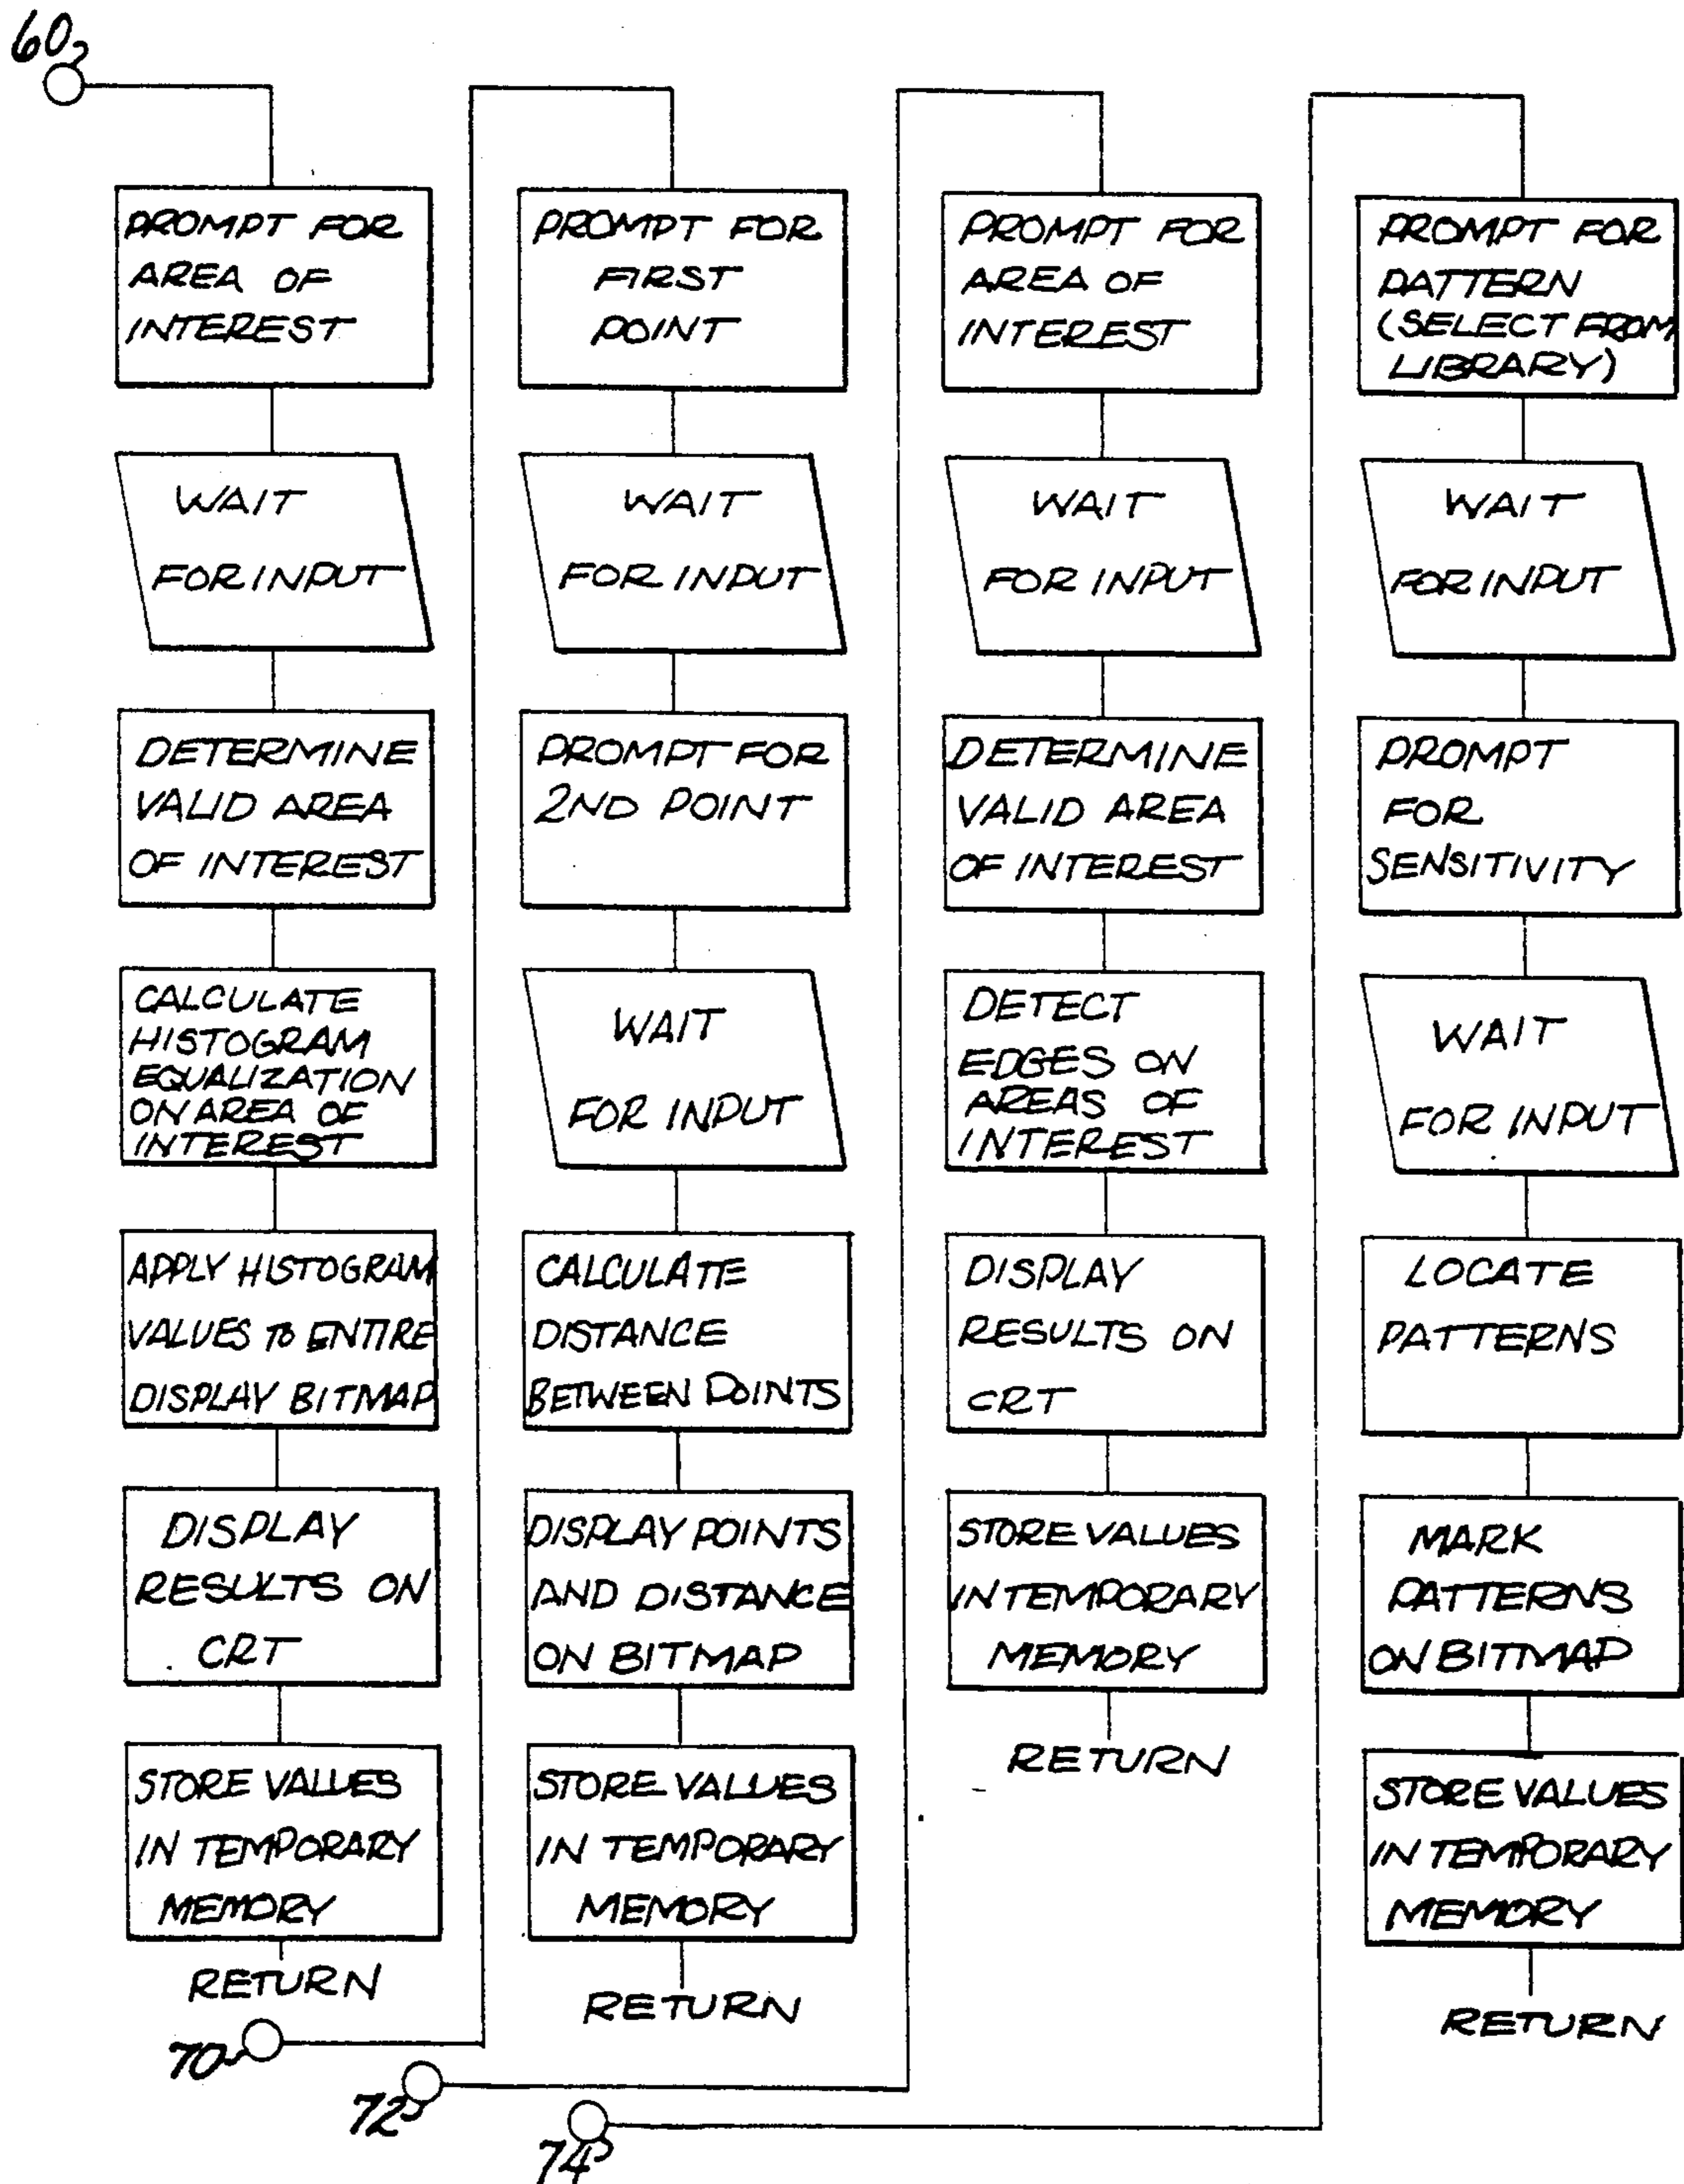 60
PROMPT FOR
AREA OF
INTEREST
WAIT
FOR INPUT
DETERMINE
VALID AREA
OF INTEREST
CALCULATE
HISTOGRAM
EQUALIZATION
ON AREA OF
INTEREST
APPLY HISTOGRAM
VALUES TO ENTIRE
DISPLAY BITMAP
DISPLAY
RESULTS ON
CRT
STORE VALUES
IN TEMPORARY
MEMORY
RETURN
70
PROMPT FOR
FIRST
POINT
WAIT
FOR INPUT
PROMPT FOR
2ND POINT
WAIT
FOR INPUT
CALCULATE
DISTANCE
BETWEEN POINTS
DISPLAY POINTS
AND DISTANCE
ON BITMAP
STORE VALUES
IN TEMPORARY
MEMORY
RETURN
72
PROMPT FOR
AREA OF
INTEREST
WAIT
FOR INPUT
DETERMINE
VALID AREA
OF INTEREST
DETECT
EDGES ON
AREAS OF
INTEREST
DISPLAY
RESULTS ON
CRT
STORE VALUES
IN TEMPORARY
MEMORY
RETURN
74
PROMPT FOR
PATTERN
(SELECT FROM
LIBRARY)
WAIT
FOR INPUT
PROMPT
FOR
SENSITIVITY
WAIT
FOR INPUT
LOCATE
PATTERNS
MARK
PATTERNS
ON BITMAP
STORE VALUES
IN TEMPORARY
MEMORY
RETURN